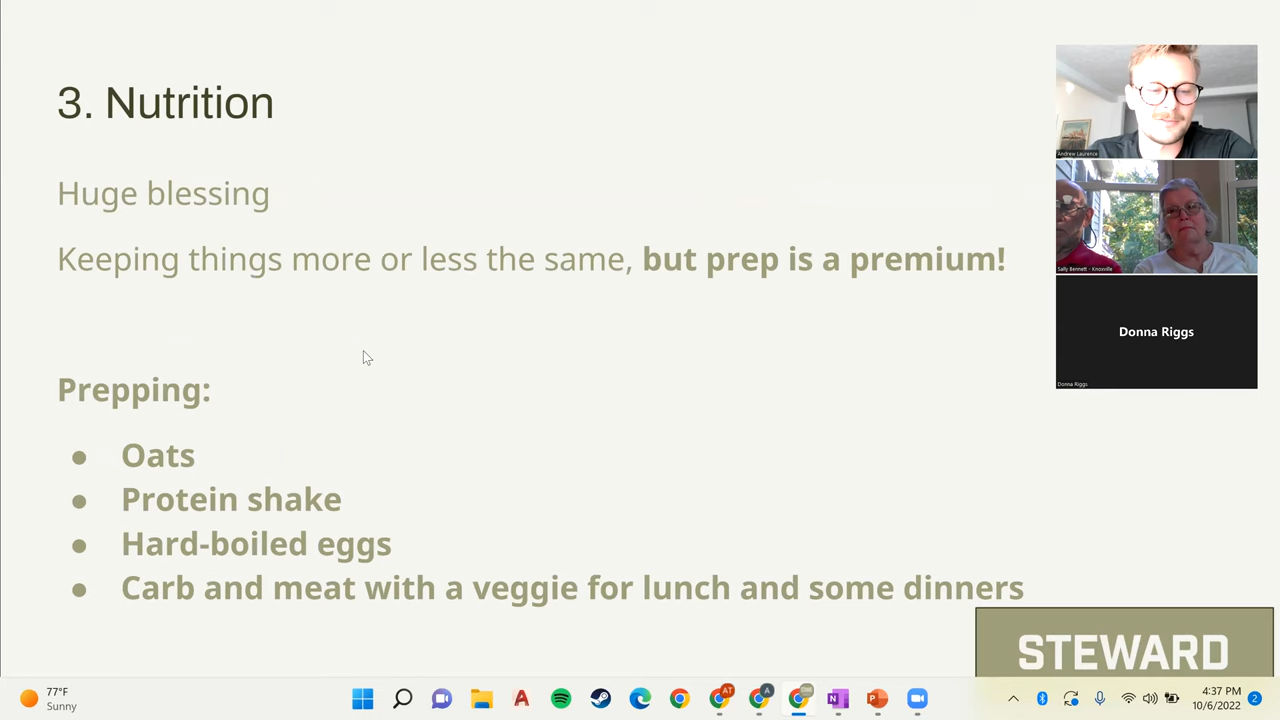 3. Nutrition
Huge blessing
Keeping things more or less the same, but prep is a premium!
Prepping:
● Oats
● Protein shake
● Hard-boiled eggs
● Carb and meat with a veggie for lunch and some dinners
STEWARD
Andrew Laurence
Sally Bennett - Knoxville
Donna Riggs
Donna Riggs
77°F
Sunny
4:37 PM
10/6/2022
2